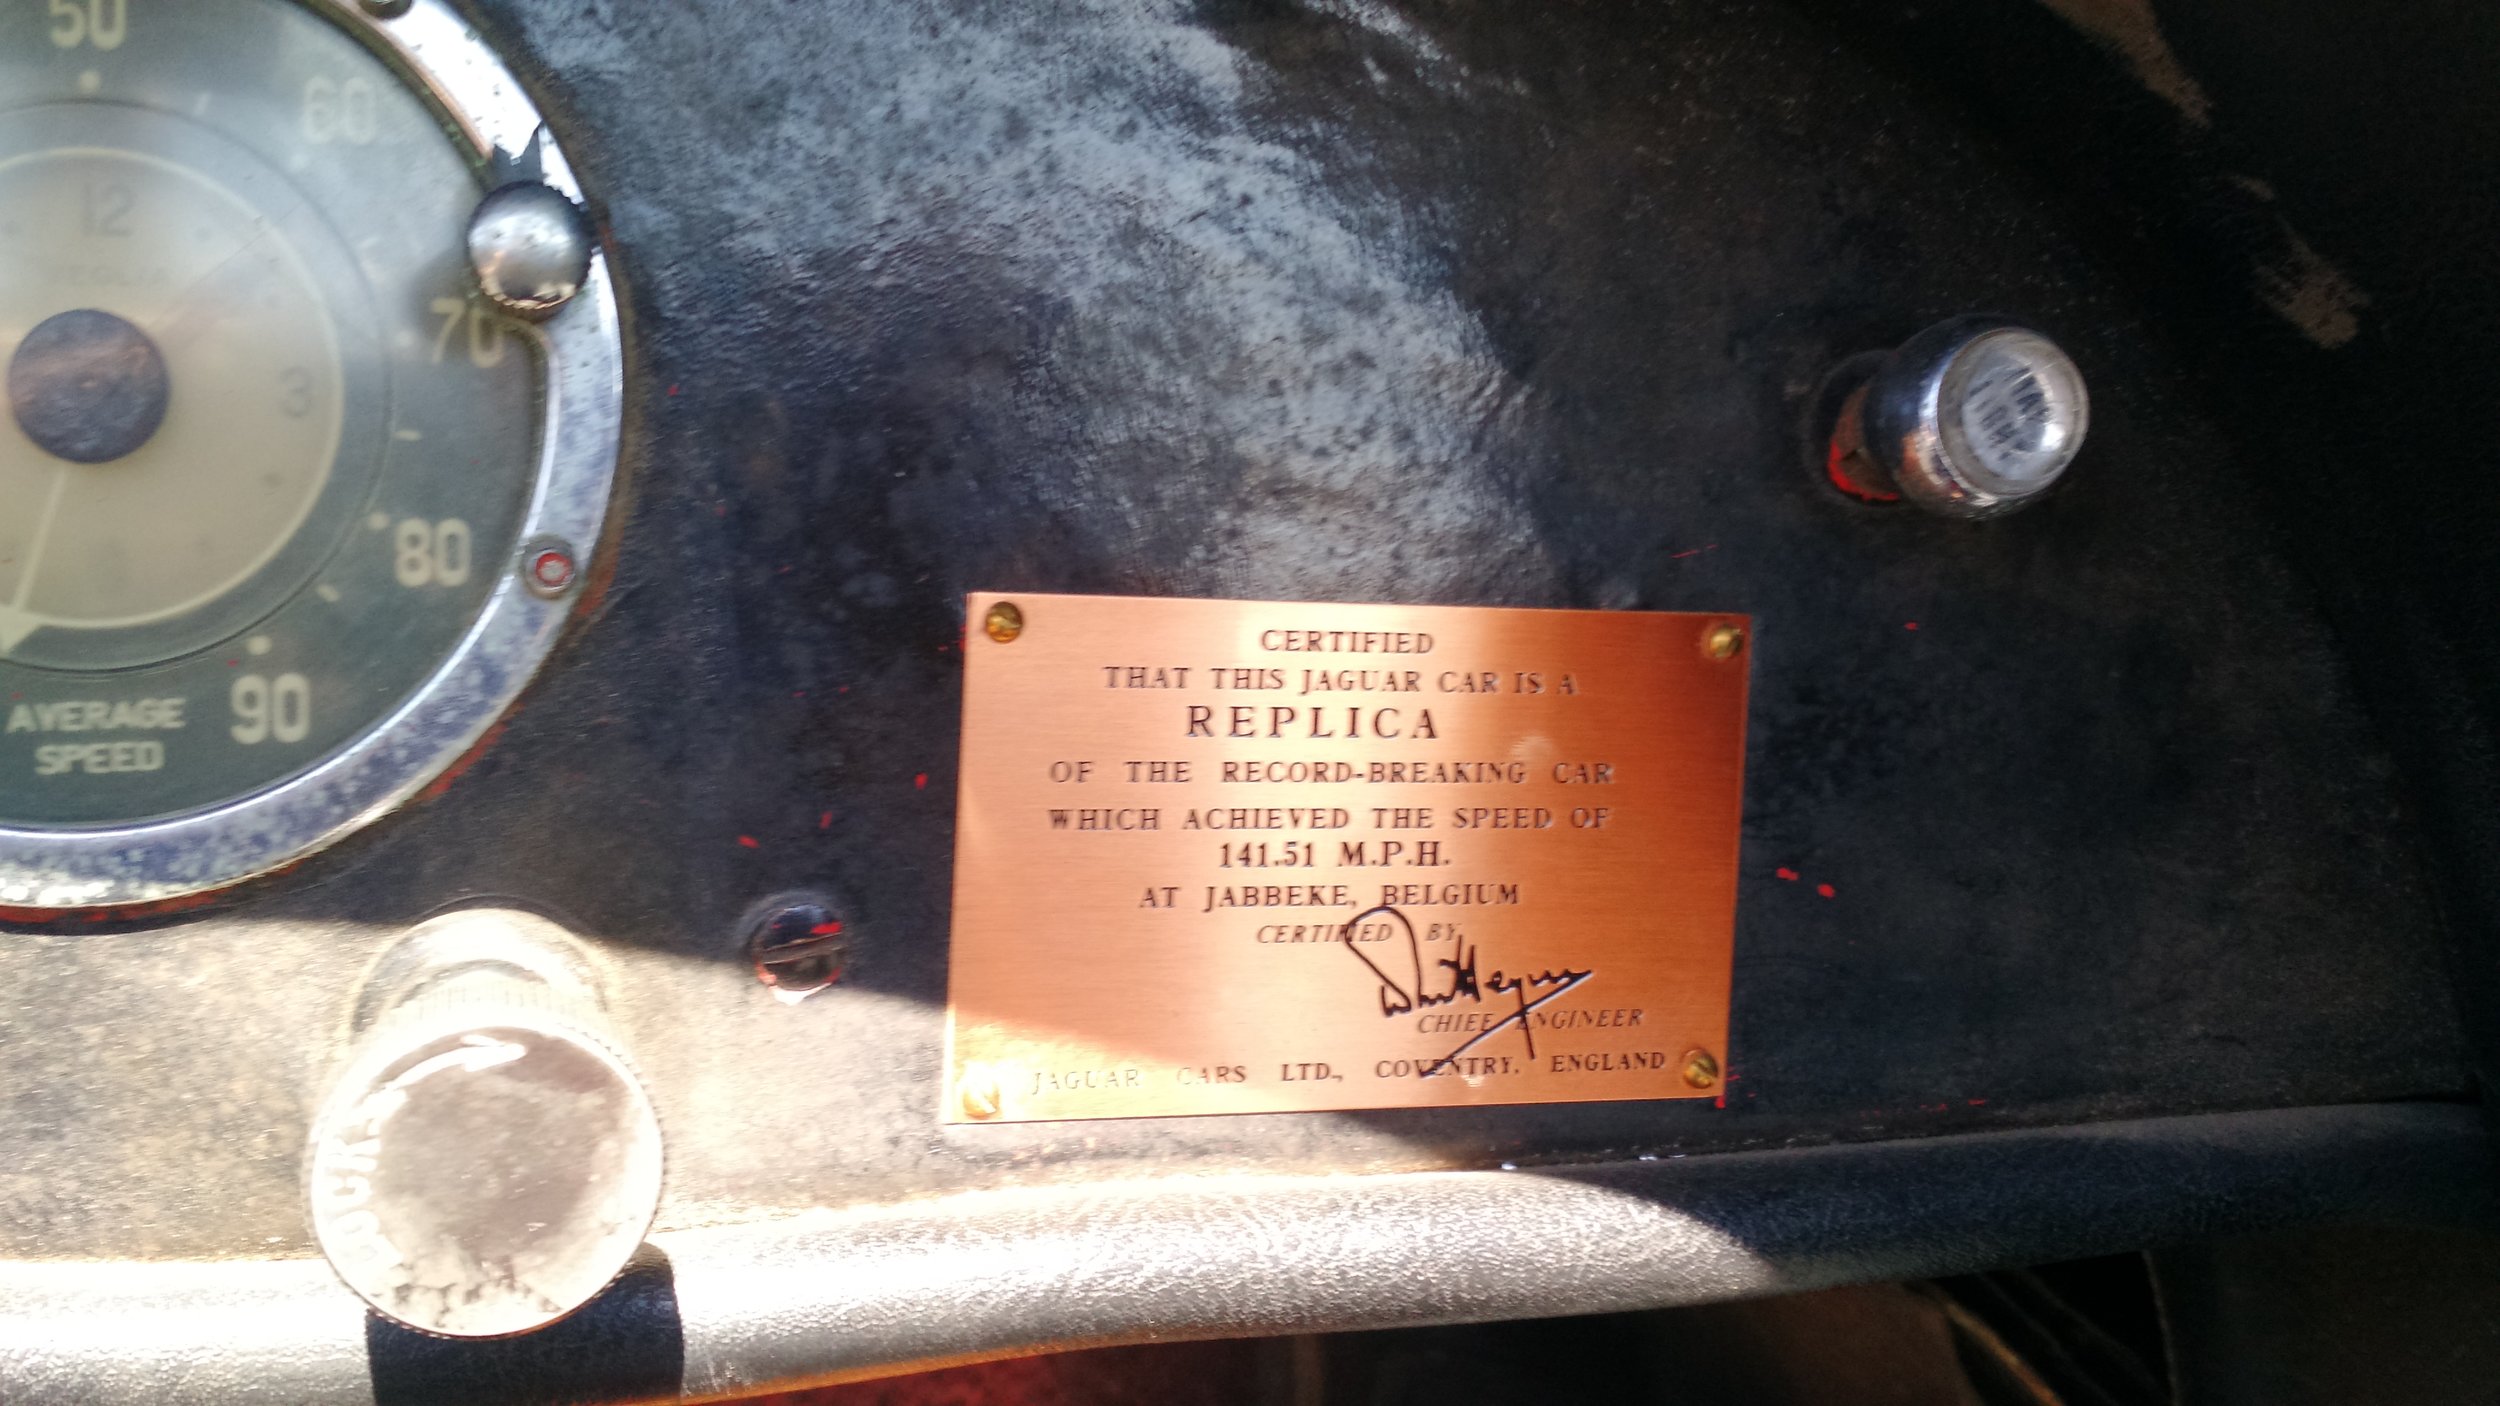 50
60
70
80
90
12
3
AVERAGE
SPEED
LOCKS
CERTIFIED
THAT THIS JAGUAR CAR IS A
REPLICA
OF THE RECORD-BREAKING CAR
WHICH ACHIEVED THE SPEED OF
141.51 M.P.H.
AT JABBEKE, BELGIUM
CERTIFIED BY
CHIEF ENGINEER
JAGUAR CARS LTD., COVENTRY, ENGLAND